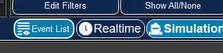 Edit Filters Show All/None
Event List Realtime Simulation